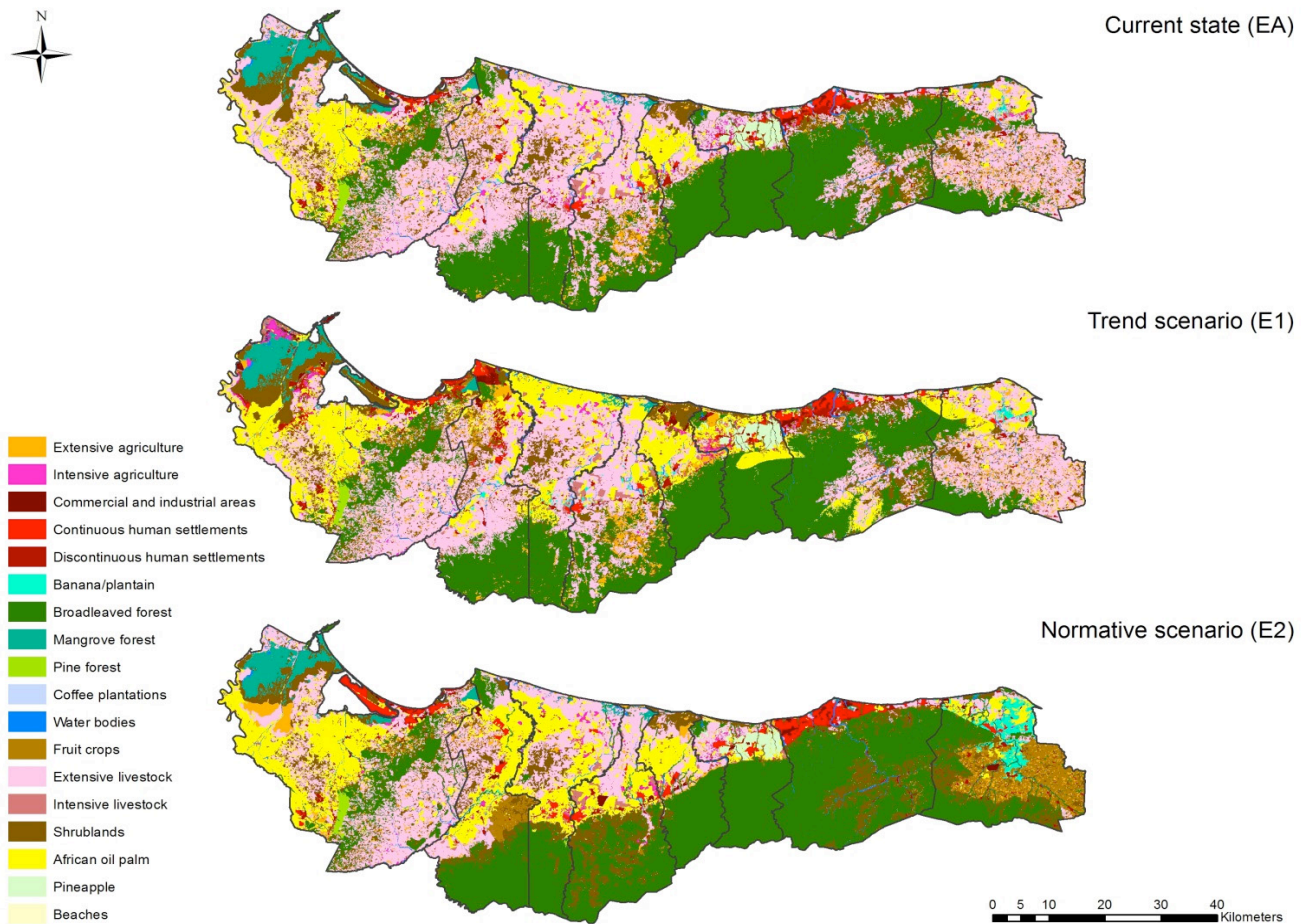 N
Current state (EA)
Trend scenario (E1)
Normative scenario (E2)
Extensive agriculture
Intensive agriculture
Commercial and industrial areas
Continuous human settlements
Discontinuous human settlements
Banana/plantain
Broadleaved forest
Mangrove forest
Pine forest
Coffee plantations
Water bodies
Fruit crops
Extensive livestock
Intensive livestock
Shrublands
African oil palm
Pineapple
Beaches
0 5 10 20 30 40
Kilometers